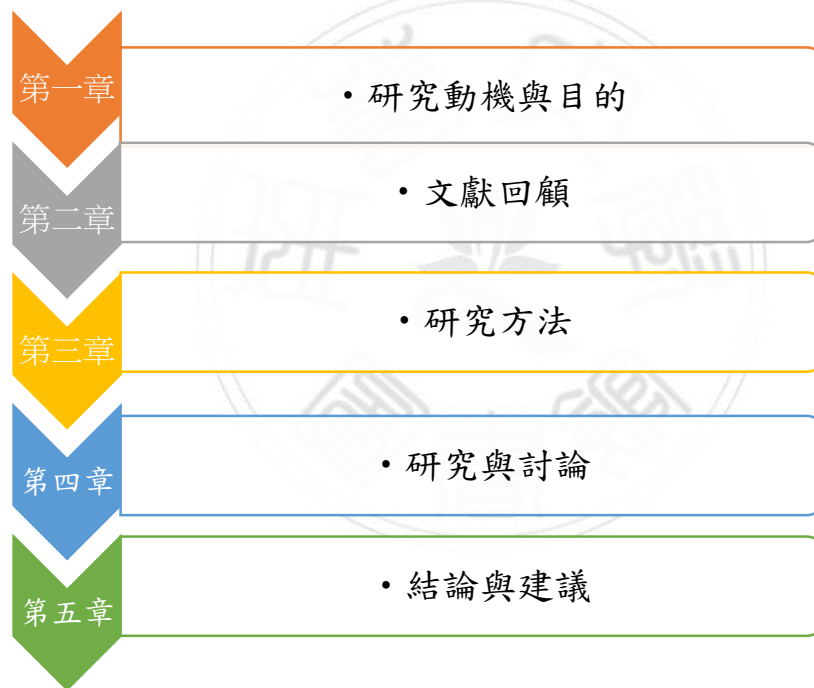 第一章
・研究動機與目的
第二章
・文獻回顧
第三章
・研究方法
第四章
・研究與討論
第五章
・結論與建議